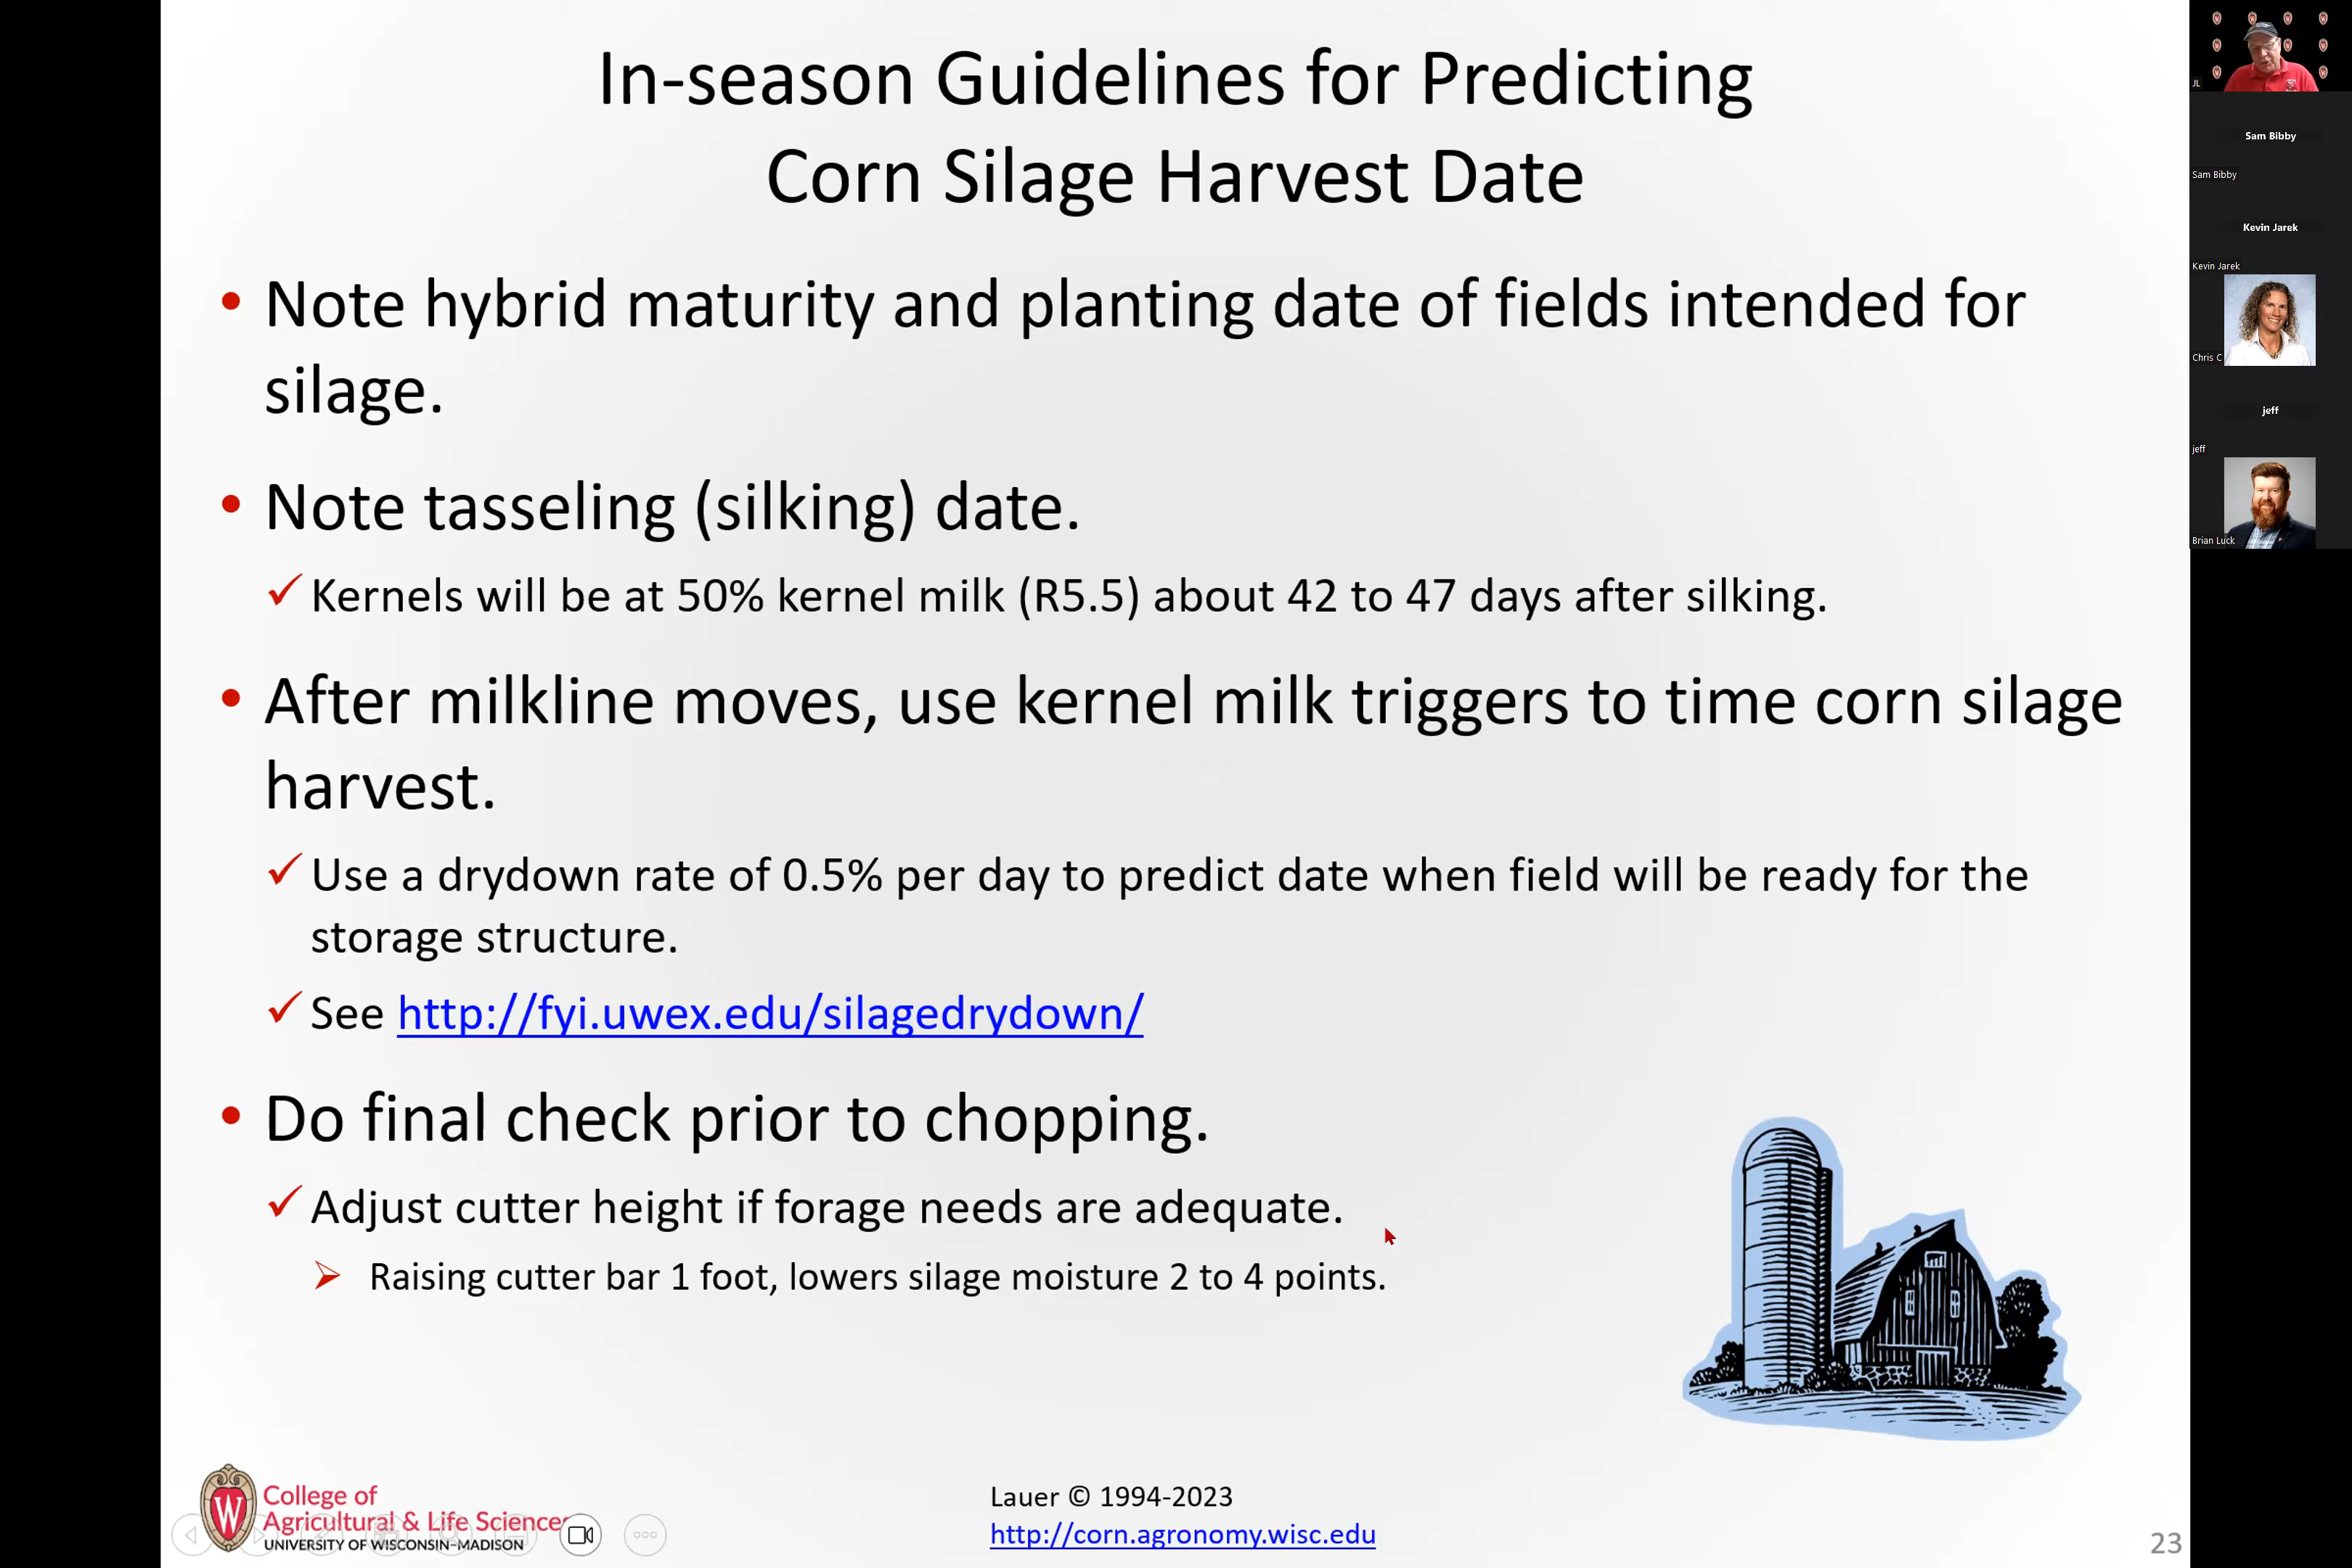 In-season Guidelines for Predicting
Corn Silage Harvest Date
• Note hybrid maturity and planting date of fields intended for
silage.
• Note tasseling (silking) date.
✓ Kernels will be at 50% kernel milk (R5.5) about 42 to 47 days after silking.
• After milkline moves, use kernel milk triggers to time corn silage
harvest.
✓ Use a drydown rate of 0.5% per day to predict date when field will be ready for the
storage structure.
✓ See http://fyi.uwex.edu/silagedrydown/
• Do final check prior to chopping.
✓ Adjust cutter height if forage needs are adequate.
➢ Raising cutter bar 1 foot, lowers silage moisture 2 to 4 points.
W
College of
Agricultural & Life Sciences
UNIVERSITY OF WISCONSIN-MADISON
Lauer © 1994-2023
http://corn.agronomy.wisc.edu
23
JL
Sam Bibby
Sam Bibby
Kevin Jarek
Kevin Jarek
Chris C
jeff
jeff
Brian Luck